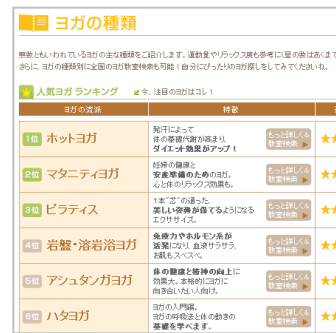 ヨガの種類
無数ともいわれているヨガの主な種類をご紹介します。運動量やリラックス度も参考に（星の数はあくまで
さらに、ヨガの種類別に全国のヨガ教室検索も可能！自分にぴったりのヨガ探しをしてみてくださいね。
人気ヨガ ランキング 今、注目のヨガはコレ！
ヨガの流派 特徴
1位 ホットヨガ
発汗によって
体の基礎代謝が高まり、
ダイエット効果がアップ！
もっと詳しく&
教室検索
2位 マタニティヨガ
妊婦の健康と
安産準備のためのヨガ。
心と体のリラックス効果も。
もっと詳しく&
教室検索
3位 ピラティス
1本“芯”の通った
美しい姿勢が保てるようになる
エクササイズ。
もっと詳しく&
教室検索
4位 岩盤・溶岩浴ヨガ
免疫力やホルモン系が
活発になり、血液サラサラ、
お肌もスベスベ。
もっと詳しく&
教室検索
5位 アシュタンガヨガ
体の健康と精神の向上に
効果大。本格的にヨガに
向き合いたい人向け。
もっと詳しく&
教室検索
6位 ハタヨガ
ヨガの入門編。
ヨガの呼吸法と体の動きの
基礎を学べます。
もっと詳しく&
教室検索